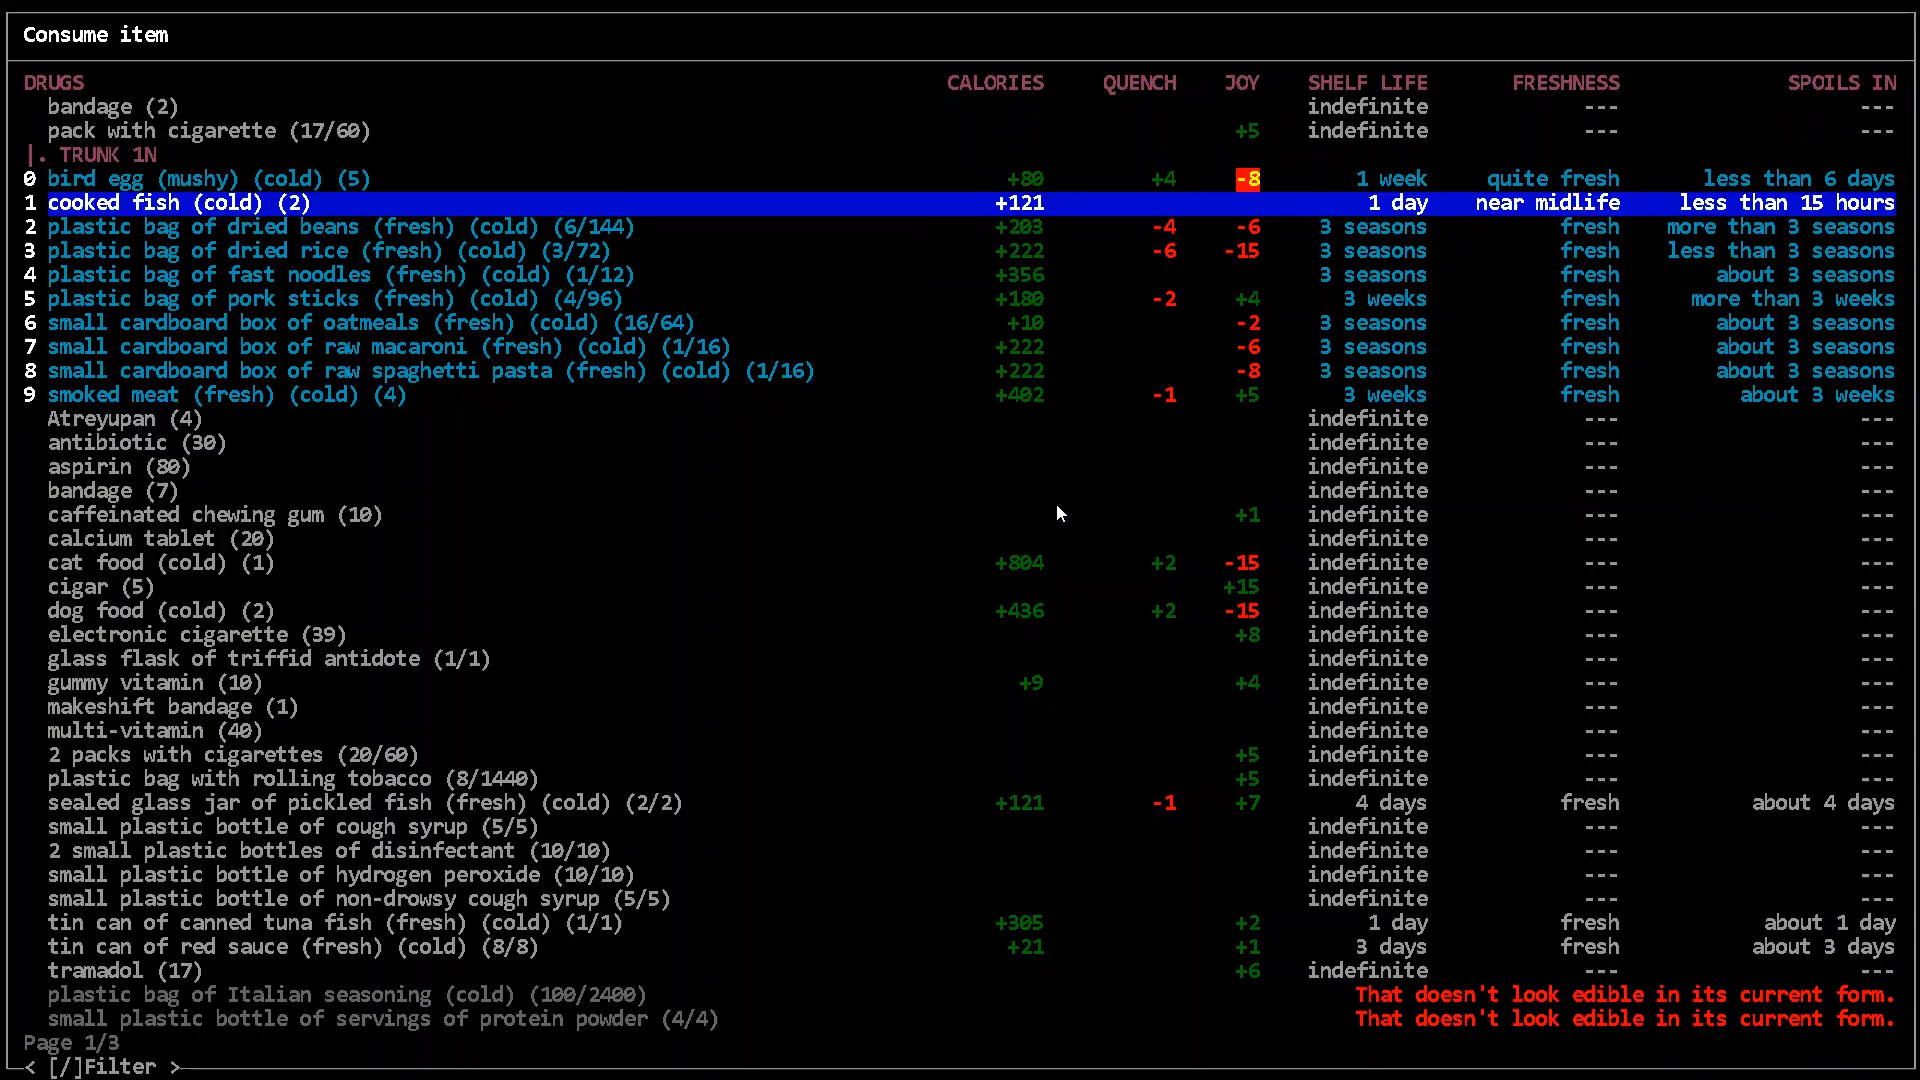 Consume item
DRUGS CALORIES QUENCH JOY SHELF LIFE FRESHNESS SPOILS IN
bandage (2) indefinite --- ---
pack with cigarette (17/60) +5 indefinite --- ---
|. TRUNK 1N
0 bird egg (mushy) (cold) (5) +80 +4 -8 1 week quite fresh less than 6 days
1 cooked fish (cold) (2) +121 1 day near midlife less than 15 hours
2 plastic bag of dried beans (fresh) (cold) (6/144) +203 -4 -6 3 seasons fresh more than 3 seasons
3 plastic bag of dried rice (fresh) (cold) (3/72) +222 -6 -15 3 seasons fresh less than 3 seasons
4 plastic bag of fast noodles (fresh) (cold) (1/12) +356 3 seasons fresh about 3 seasons
5 plastic bag of pork sticks (fresh) (cold) (4/96) +180 -2 +4 3 weeks fresh more than 3 weeks
6 small cardboard box of oatmeals (fresh) (cold) (16/64) +10 -2 3 seasons fresh about 3 seasons
7 small cardboard box of raw macaroni (fresh) (cold) (1/16) +222 -6 3 seasons fresh about 3 seasons
8 small cardboard box of raw spaghetti pasta (fresh) (cold) (1/16) +222 -8 3 seasons fresh about 3 seasons
9 smoked meat (fresh) (cold) (4) +402 -1 +5 3 weeks fresh about 3 weeks
Atreyupan (4) indefinite --- ---
antibiotic (30) indefinite --- ---
aspirin (80) indefinite --- ---
bandage (7) indefinite --- ---
caffeinated chewing gum (10) +1 indefinite --- ---
calcium tablet (20) indefinite --- ---
cat food (cold) (1) +804 +2 -15 indefinite --- ---
cigar (5) +15 indefinite --- ---
dog food (cold) (2) +436 +2 -15 indefinite --- ---
electronic cigarette (39) +8 indefinite --- ---
glass flask of triffid antidote (1/1) indefinite --- ---
gummy vitamin (10) +9 +4 indefinite --- ---
makeshift bandage (1) indefinite --- ---
multi-vitamin (40) indefinite --- ---
2 packs with cigarettes (20/60) +5 indefinite --- ---
plastic bag with rolling tobacco (8/1440) +5 indefinite --- ---
sealed glass jar of pickled fish (fresh) (cold) (2/2) +121 -1 +7 4 days fresh about 4 days
small plastic bottle of cough syrup (5/5) indefinite --- ---
2 small plastic bottles of disinfectant (10/10) indefinite --- ---
small plastic bottle of hydrogen peroxide (10/10) indefinite --- ---
small plastic bottle of non-drowsy cough syrup (5/5) indefinite --- ---
tin can of canned tuna fish (fresh) (cold) (1/1) +305 +2 1 day fresh about 1 day
tin can of red sauce (fresh) (cold) (8/8) +21 +1 3 days fresh about 3 days
tramadol (17) +6 indefinite --- ---
plastic bag of Italian seasoning (cold) (100/2400) That doesn't look edible in its current form.
small plastic bottle of servings of protein powder (4/4) That doesn't look edible in its current form.
Page 1/3
< [/]Filter >